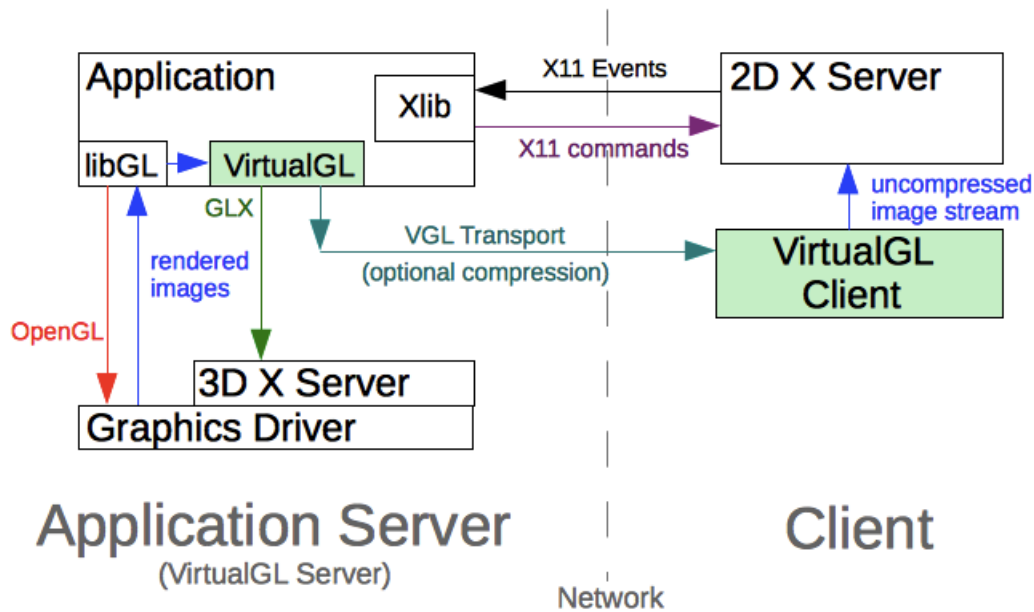 Application
Xlib
X11 Events
2D X Server
libGL
VirtualGL
X11 commands
GLX
uncompressed
image stream
VGL Transport
(optional compression)
VirtualGL
Client
rendered
images
OpenGL
3D X Server
Graphics Driver
Application Server
(VirtualGL Server)
Network
Client